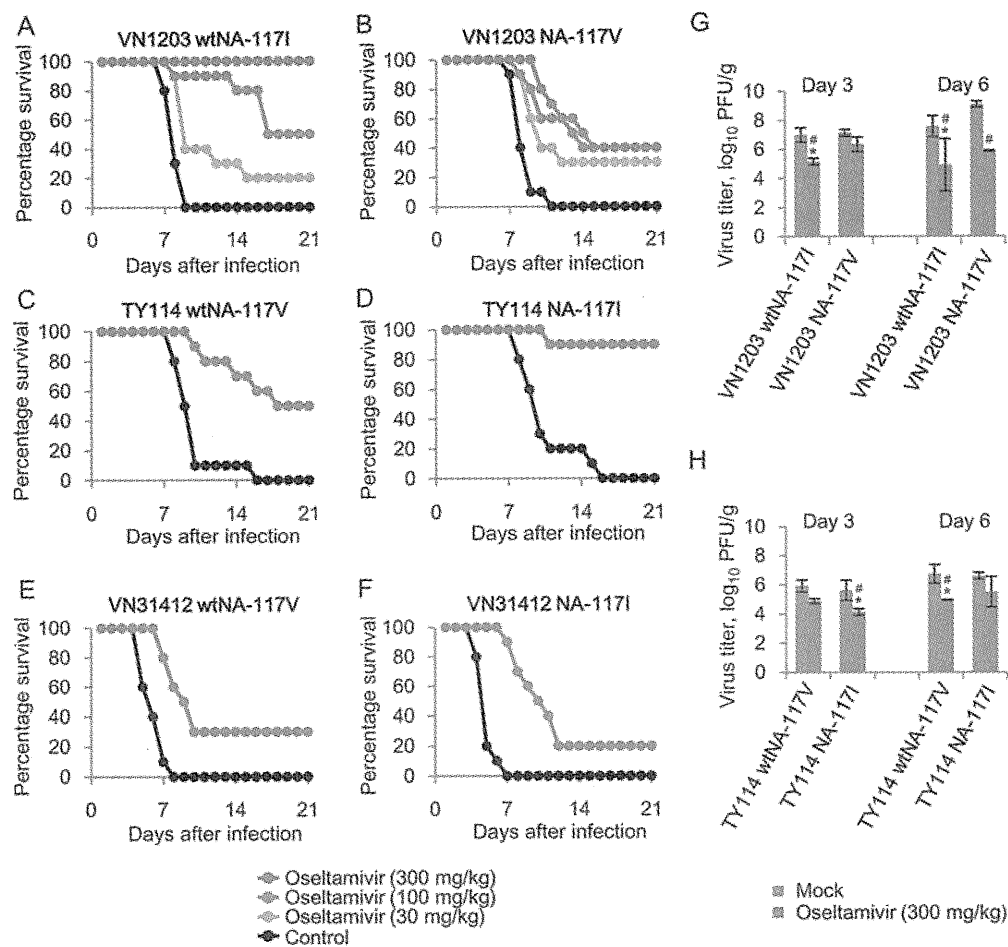 A
VN1203 wtNA-117I
Percentage survival
100
80
60
40
20
0
0 7 14 21
Days after infection
B
VN1203 NA-117V
Percentage survival
100
80
60
40
20
0
0 7 14 21
Days after infection
C
TY114 wtNA-117V
Percentage survival
100
80
60
40
20
0
0 7 14 21
Days after infection
D
TY114 NA-117I
Percentage survival
100
80
60
40
20
0
0 7 14 21
Days after infection
E
VN31412 wtNA-117V
Percentage survival
100
80
60
40
20
0
0 7 14 21
Days after infection
F
VN31412 NA-117I
Percentage survival
100
80
60
40
20
0
0 7 14 21
Days after infection
Oseltamivir (300 mg/kg)
Oseltamivir (100 mg/kg)
Oseltamivir (30 mg/kg)
Control
G
Virus titer, log10 PFU/g
10
8
6
4
2
0
Day 3 Day 6
#
*
#
*
#
VN1203 wtNA-117I
VN1203 NA-117V
VN1203 wtNA-117I
VN1203 NA-117V
H
Virus titer, log10 PFU/g
10
8
6
4
2
0
Day 3 Day 6
#
*
#
*
TY114 wtNA-117V
TY114 NA-117I
TY114 wtNA-117V
TY114 NA-117I
Mock
Oseltamivir (300 mg/kg)